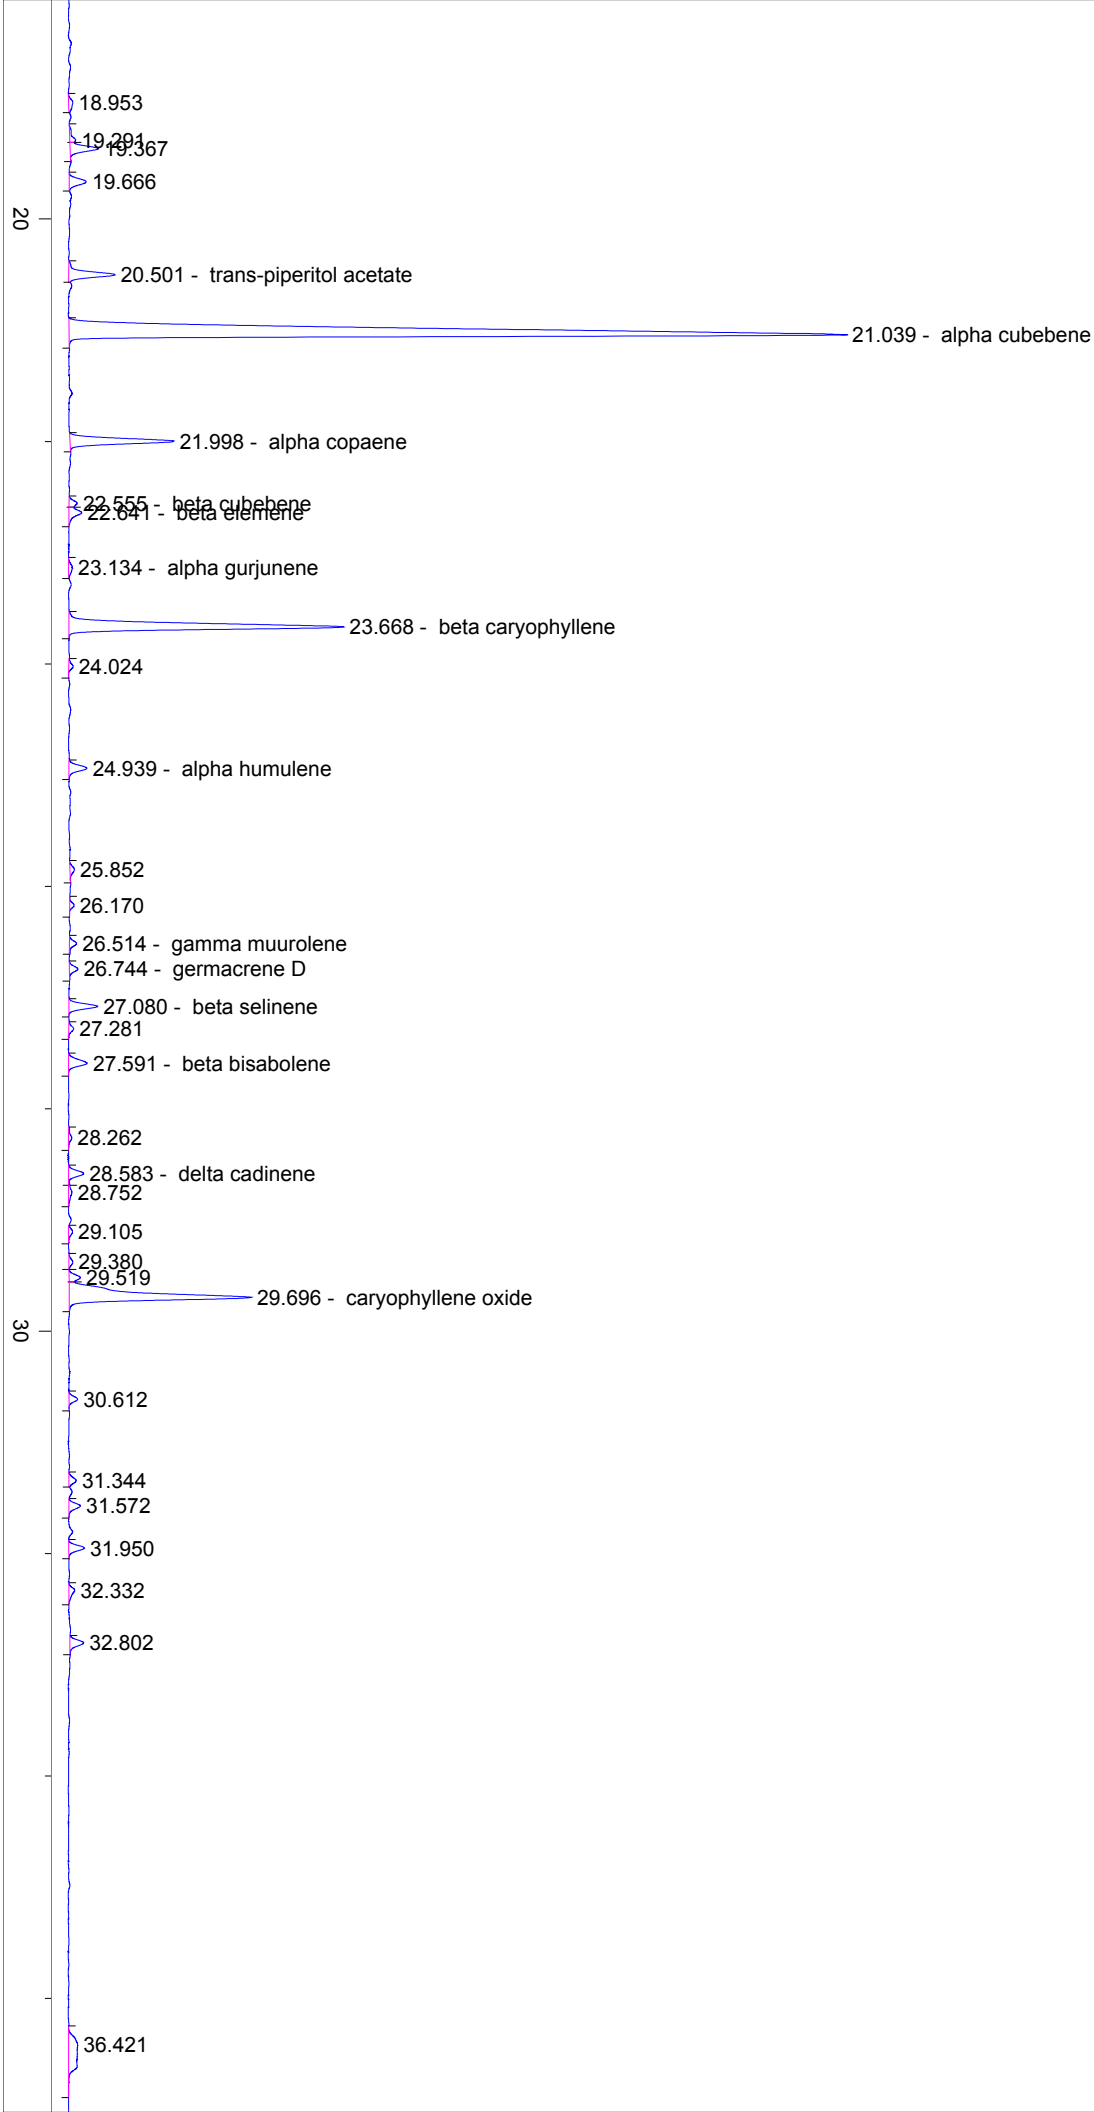 18.953
19.291
19.367
19.666
20
20.501 - trans-piperitol acetate
21.039 - alpha cubebene
21.998 - alpha copaene
22.555 - beta cubebene
22.641 - beta elemene
23.134 - alpha gurjunene
23.668 - beta caryophyllene
24.024
24.939 - alpha humulene
25.852
26.170
26.514 - gamma muurolene
26.744 - germacrene D
27.080 - beta selinene
27.281
27.591 - beta bisabolene
28.262
28.583 - delta cadinene
28.752
29.105
29.380
29.519
29.696 - caryophyllene oxide
30
30.612
31.344
31.572
31.950
32.332
32.802
36.421